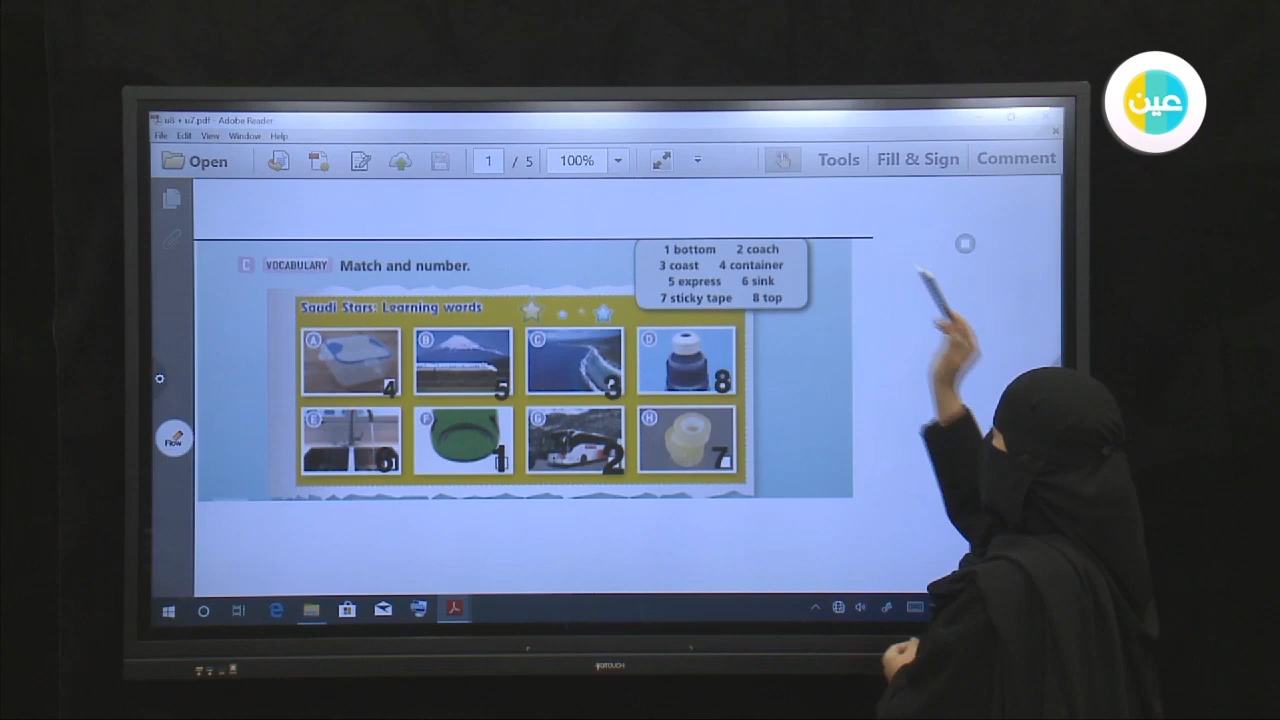 عين
u8 + u7.pdf - Adobe Reader
File Edit View Window Help
Open 1 / 5 100% Tools Fill & Sign Comment
C VOCABULARY Match and number.
1 bottom 2 coach
3 coast 4 container
5 express 6 sink
7 sticky tape 8 top
Saudi Stars: Learning words
A 4 B 5 C 3 D 8
E 6 F 1 G 2 H 7
Flow